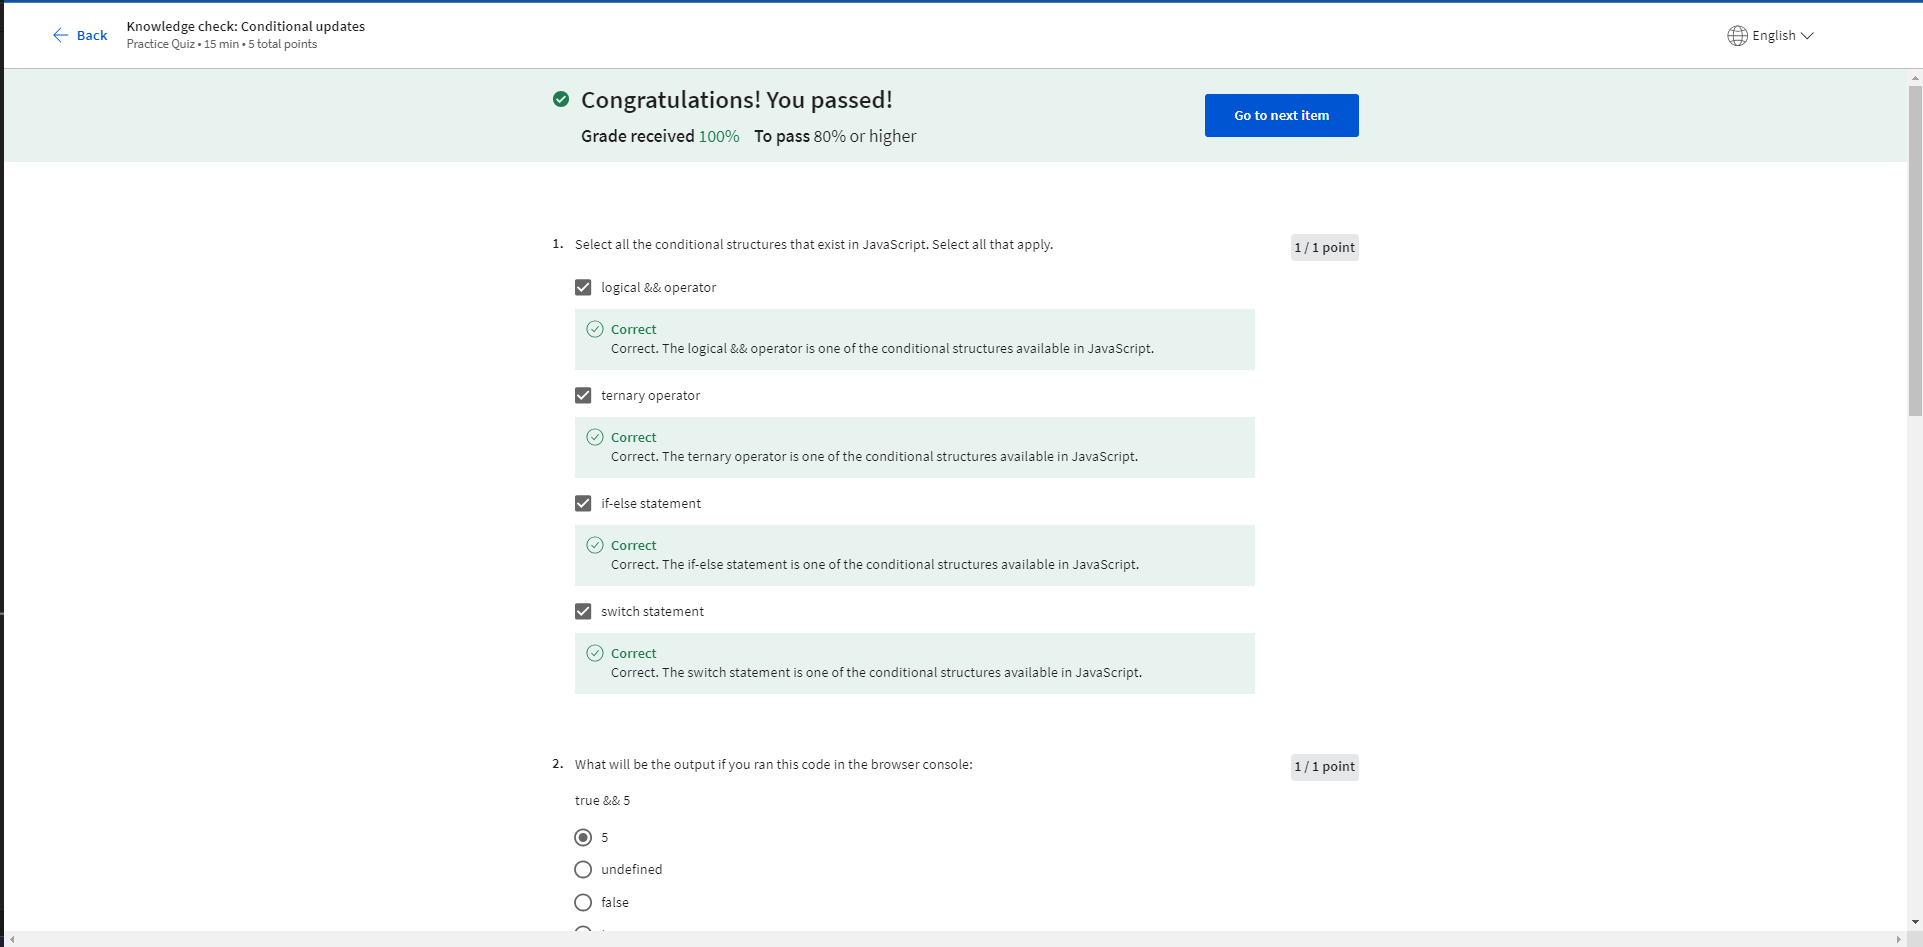 Back
Knowledge check: Conditional updates
Practice Quiz • 15 min • 5 total points
English
Congratulations! You passed!
Grade received 100% To pass 80% or higher
Go to next item
1. Select all the conditional structures that exist in JavaScript. Select all that apply.
1 / 1 point
logical && operator
Correct
Correct. The logical && operator is one of the conditional structures available in JavaScript.
ternary operator
Correct
Correct. The ternary operator is one of the conditional structures available in JavaScript.
if-else statement
Correct
Correct. The if-else statement is one of the conditional structures available in JavaScript.
switch statement
Correct
Correct. The switch statement is one of the conditional structures available in JavaScript.
2. What will be the output if you ran this code in the browser console:
1 / 1 point
true && 5
5
undefined
false